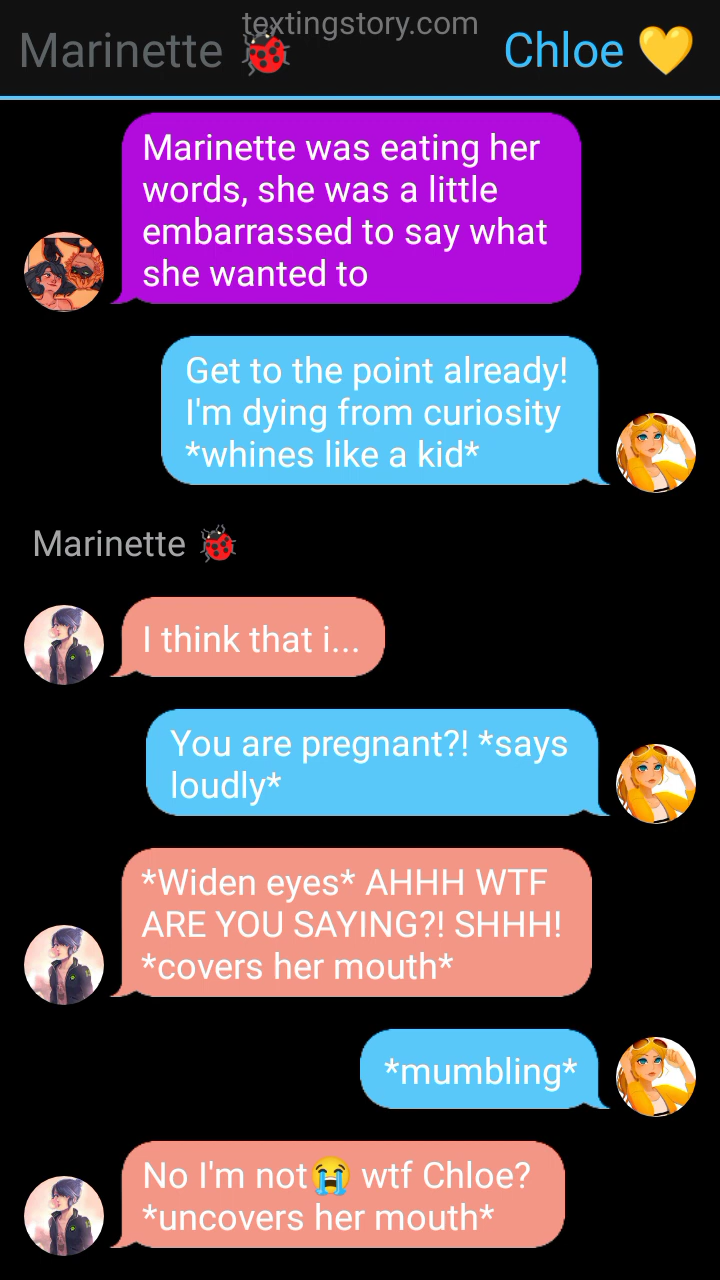 textingstory.com
Marinette 🐞 Chloe 💛
Marinette was eating her
words, she was a little
embarrassed to say what
she wanted to
Get to the point already!
I'm dying from curiosity
*whines like a kid*
Marinette 🐞
I think that i...
You are pregnant?! *says
loudly*
*Widen eyes* AHHH WTF
ARE YOU SAYING?! SHHH!
*covers her mouth*
*mumbling*
No I'm not😭 wtf Chloe?
*uncovers her mouth*